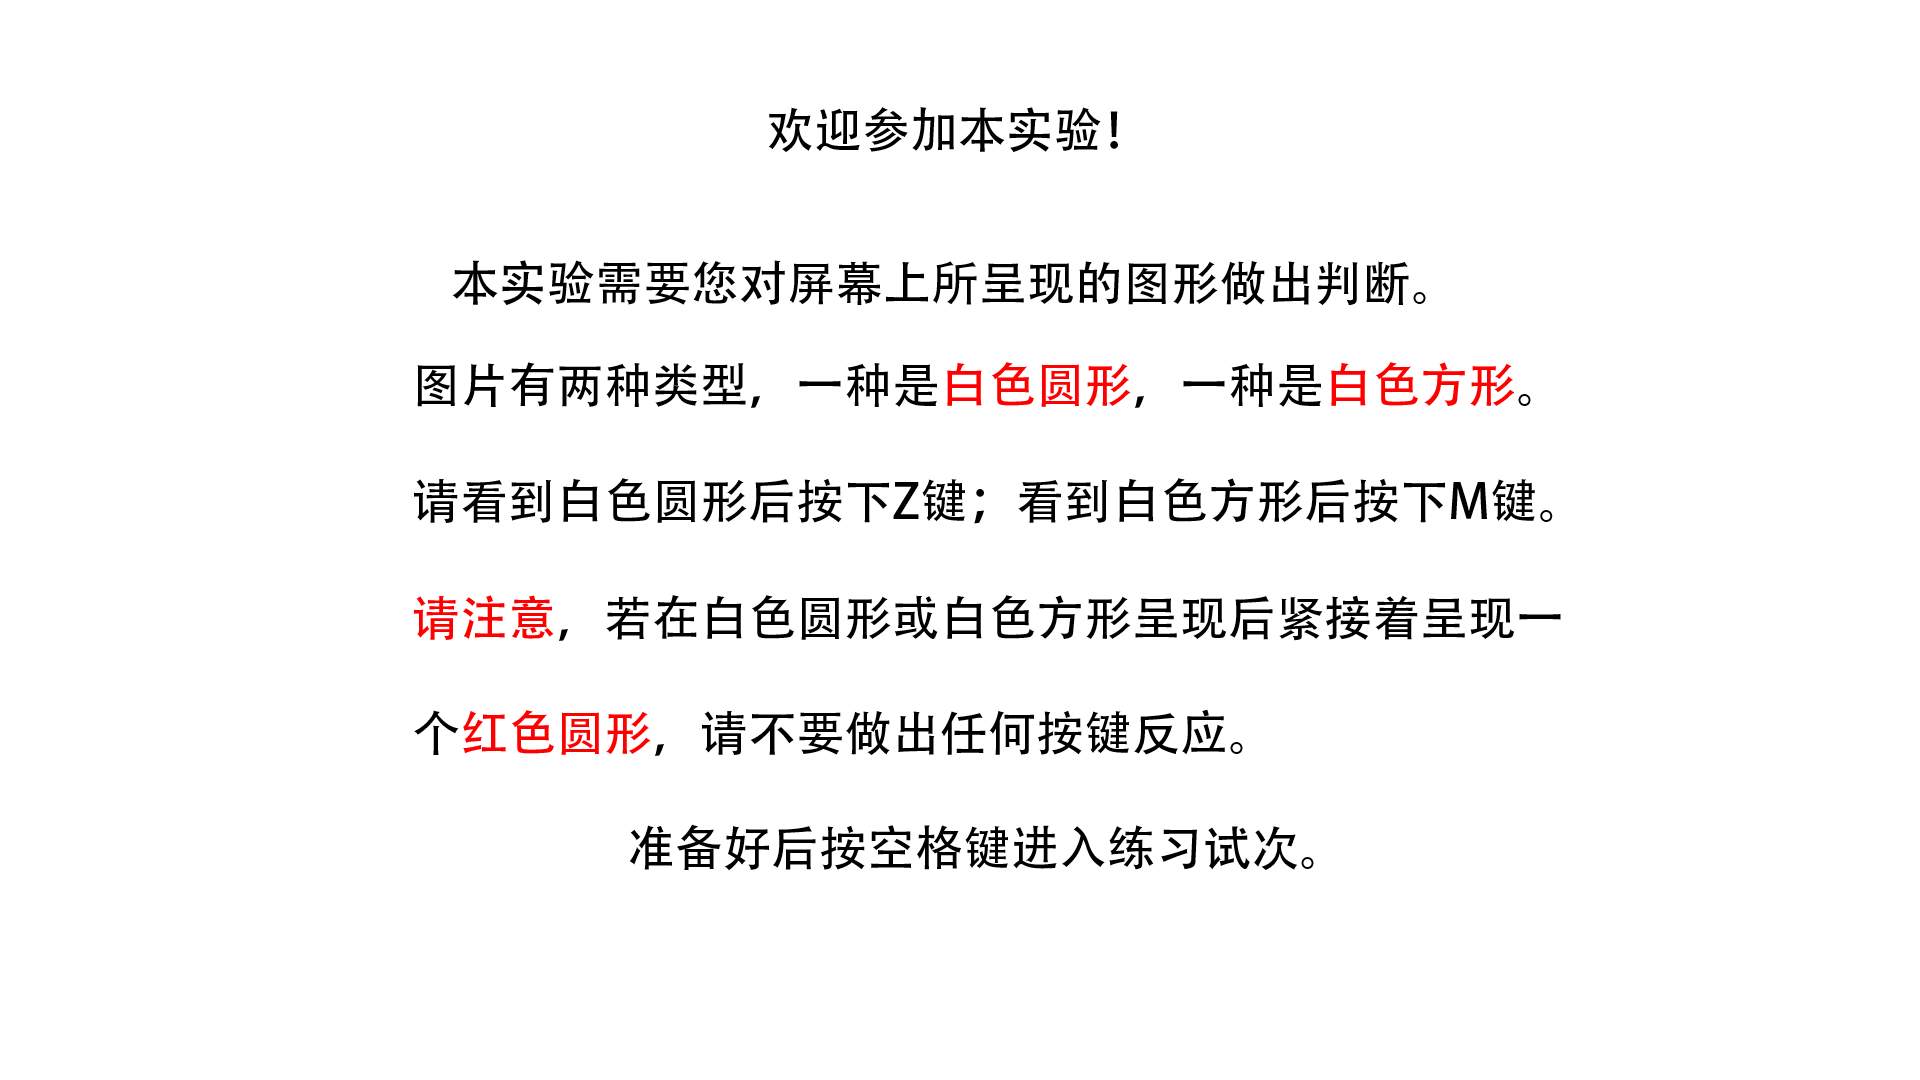 欢迎参加本实验！
本实验需要您对屏幕上所呈现的图形做出判断。
图片有两种类型，一种是白色圆形，一种是白色方形。
请看到白色圆形后按下Z键；看到白色方形后按下M键。
请注意，若在白色圆形或白色方形呈现后紧接着呈现一
个红色圆形，请不要做出任何按键反应。
准备好后按空格键进入练习试次。